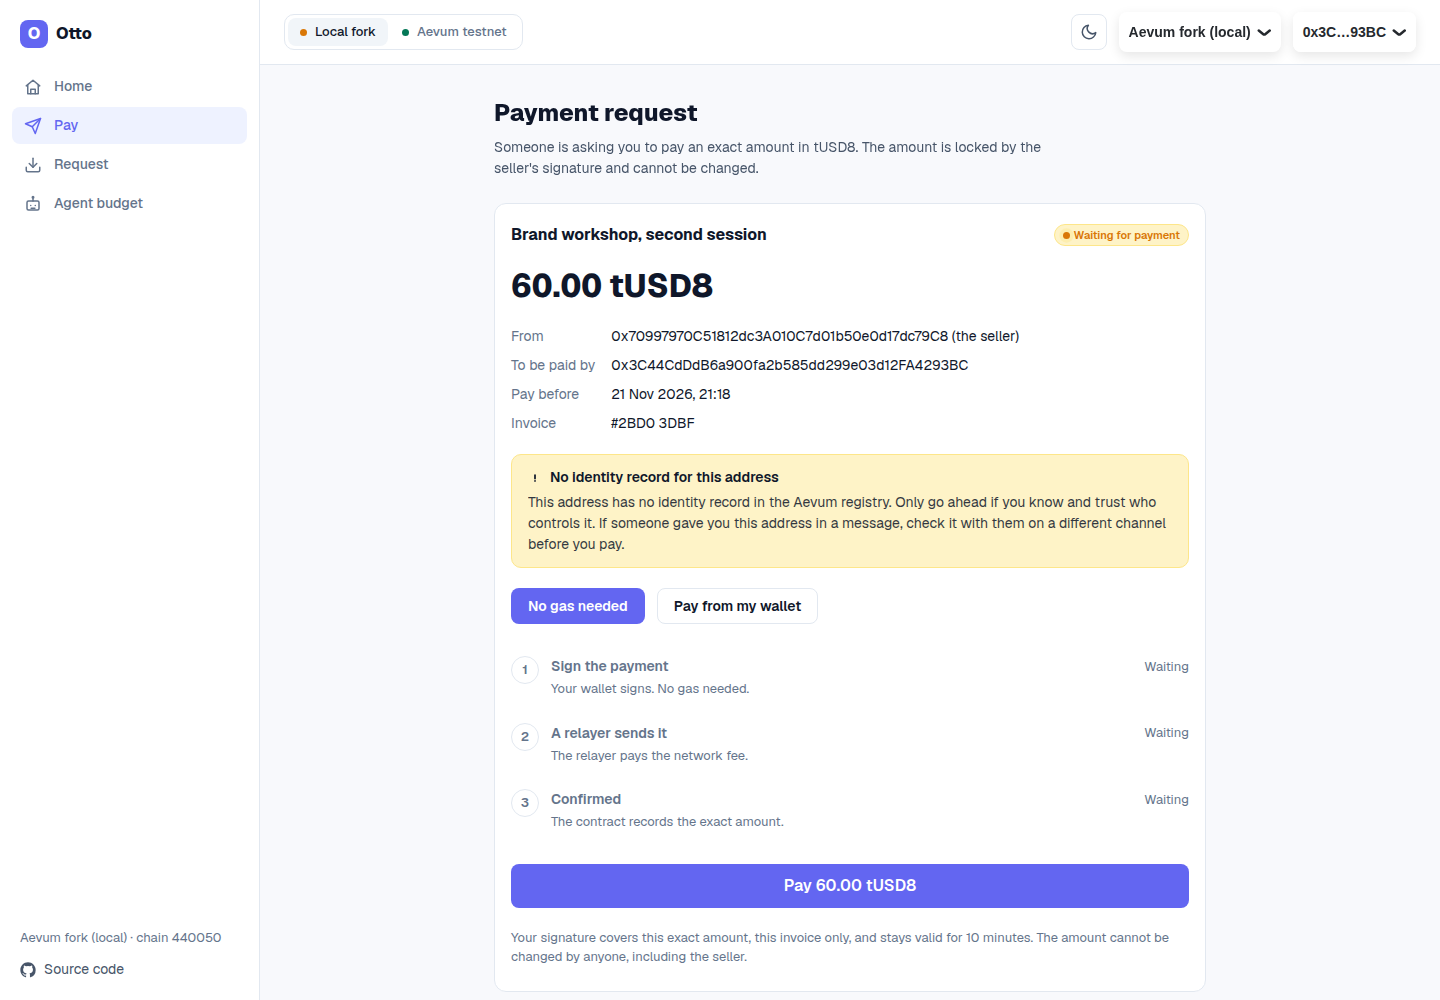 O Otto
Local fork
Aevum testnet
Aevum fork (local)
0x3C...93BC
Home
Pay
Request
Agent budget
Payment request
Someone is asking you to pay an exact amount in tUSD8. The amount is locked by the
seller's signature and cannot be changed.
Brand workshop, second session
Waiting for payment
60.00 tUSD8
From 0x70997970C51812dc3A010C7d01b50e0d17dc79C8 (the seller)
To be paid by 0x3C44CdDdB6a900fa2b585dd299e03d12FA4293BC
Pay before 21 Nov 2026, 21:18
Invoice #2BD0 3DBF
! No identity record for this address
This address has no identity record in the Aevum registry. Only go ahead if you know and trust who
controls it. If someone gave you this address in a message, check it with them on a different channel
before you pay.
No gas needed
Pay from my wallet
1 Sign the payment Waiting
Your wallet signs. No gas needed.
2 A relayer sends it Waiting
The relayer pays the network fee.
3 Confirmed Waiting
The contract records the exact amount.
Pay 60.00 tUSD8
Your signature covers this exact amount, this invoice only, and stays valid for 10 minutes. The amount cannot be
changed by anyone, including the seller.
Aevum fork (local) · chain 440050
Source code